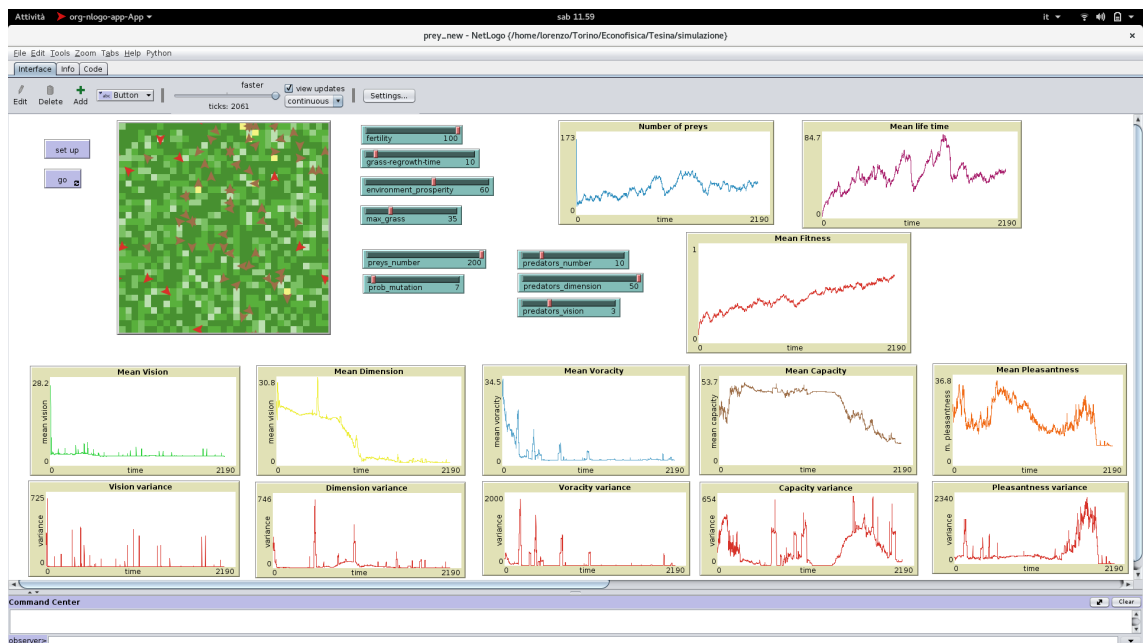 Attività org-nlogo-app-App sab 11.59 it
prey_new - NetLogo {/home/lorenzo/Torino/Econofisica/Tesina/simulazione}
File Edit Tools Zoom Tabs Help Python
Interface Info Code
Edit Delete Add Button faster ticks: 2061 view updates continuous Settings...
set up
go
fertility 100
grass-regrowth-time 10
environment_prosperity 60
max_grass 35
preys_number 200
prob_mutation 7
predators_number 10
predators_dimension 50
predators_vision 3
Number of preys
173
0
0 time 2190
Mean life time
84.7
0
0 time 2190
Mean Fitness
1
0
0 time 2190
Mean Vision
28.2
mean vision
0
0 time 2190
Mean Dimension
30.8
mean vision
0
0 time 2190
Mean Voracity
34.5
mean voracity
0
0 time 2190
Mean Capacity
53.7
mean capacity
0
0 time 2190
Mean Pleasantness
36.8
m. pleasantness
0
0 time 2190
Vision variance
725
variance
0
0 time 2190
Dimension variance
746
variance
0
0 time 2190
Voracity variance
2000
variance
0
0 time 2190
Capacity variance
654
variance
0
0 time 2190
Pleasantness variance
2340
variance
0
0 time 2190
Command Center Clear
observer>